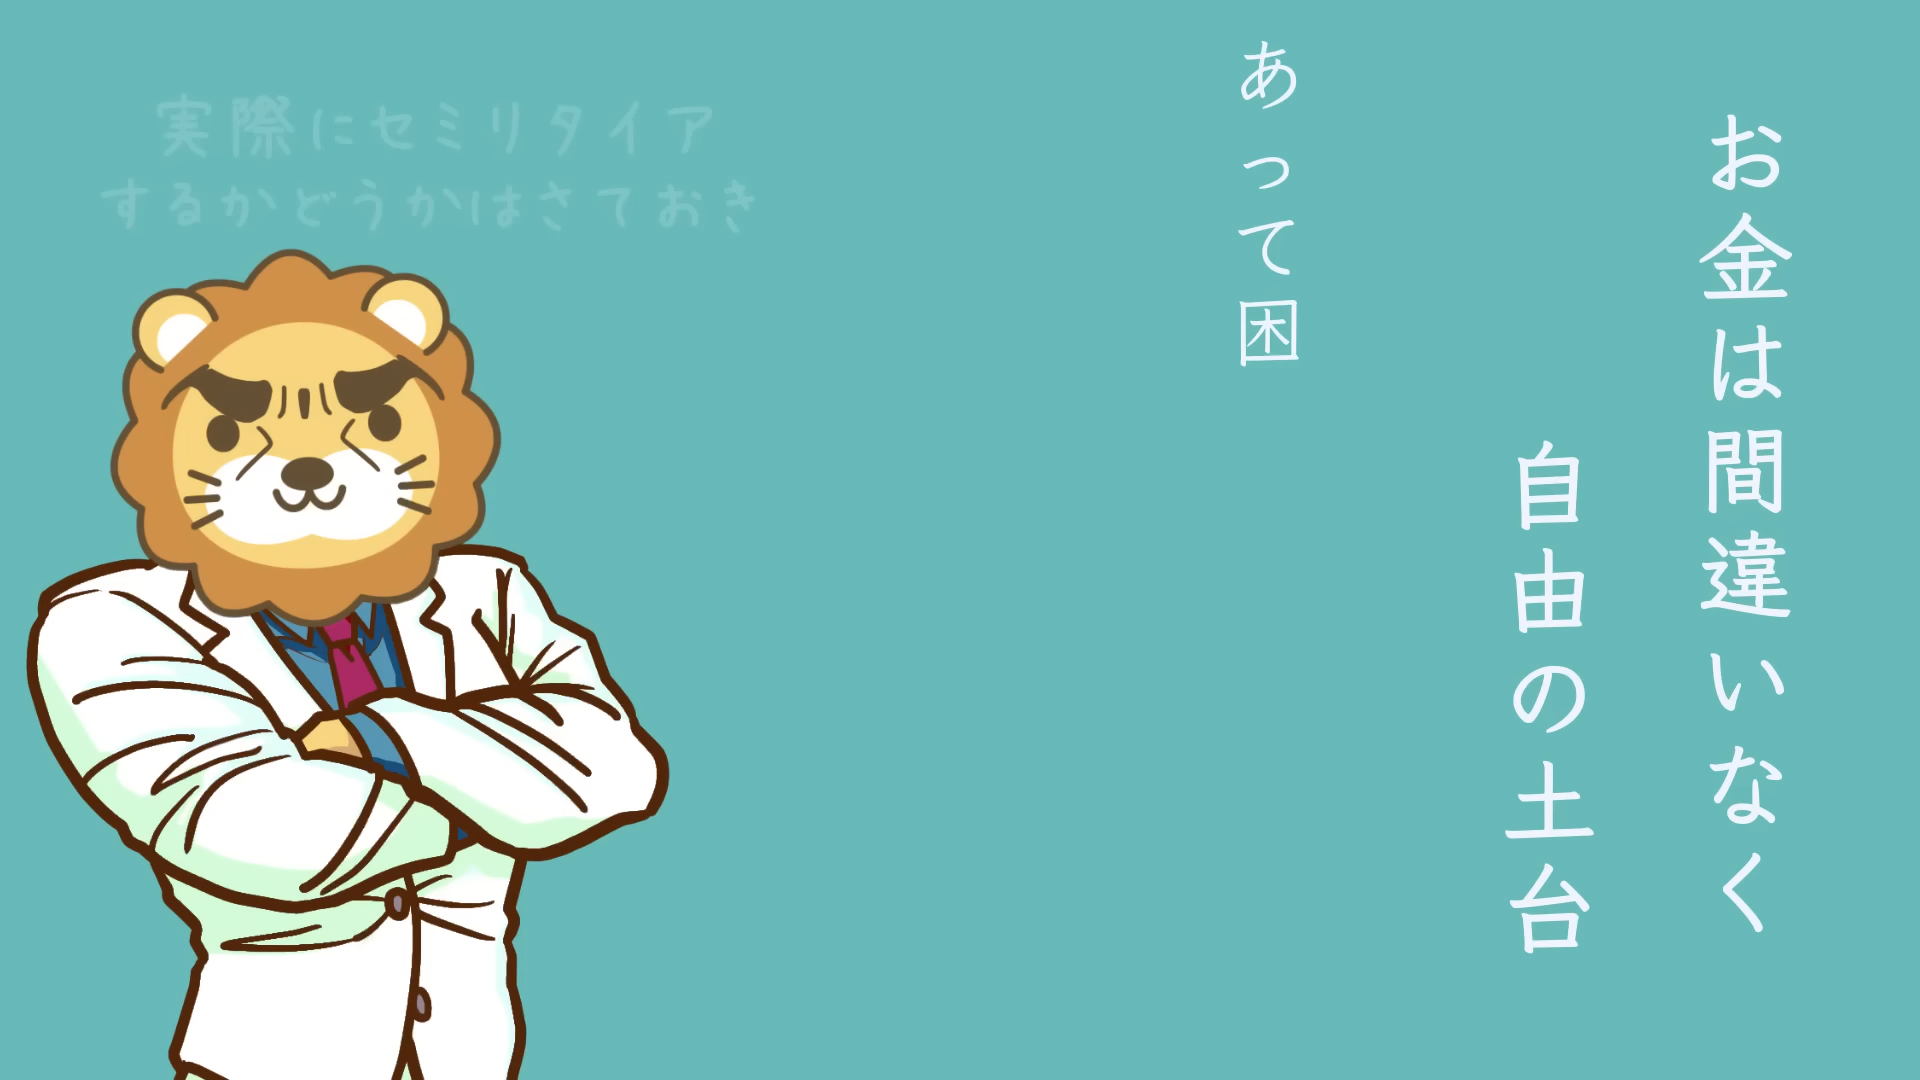 実際にセミリタイア
するかどうかはさておき
お金は間違いなく
自由の土台
あって困